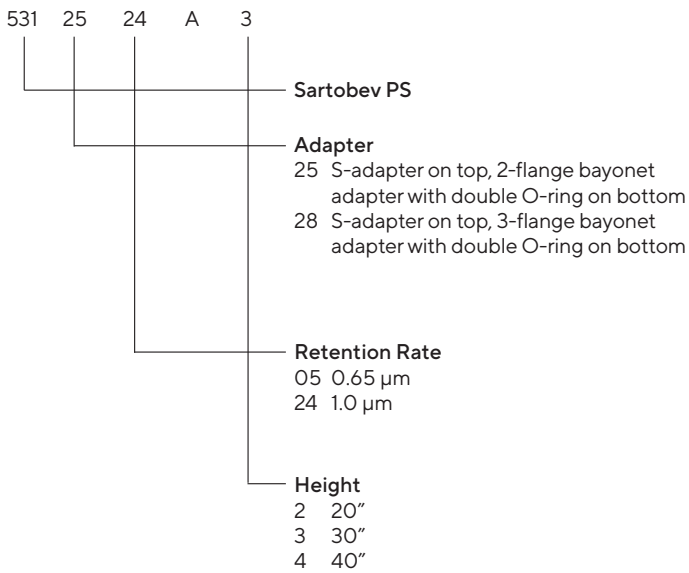 531 25 24 A 3
Sartobev PS
Adapter
25 S-adapter on top, 2-flange bayonet
adapter with double O-ring on bottom
28 S-adapter on top, 3-flange bayonet
adapter with double O-ring on bottom
Retention Rate
05 0.65 µm
24 1.0 µm
Height
2 20″
3 30″
4 40″